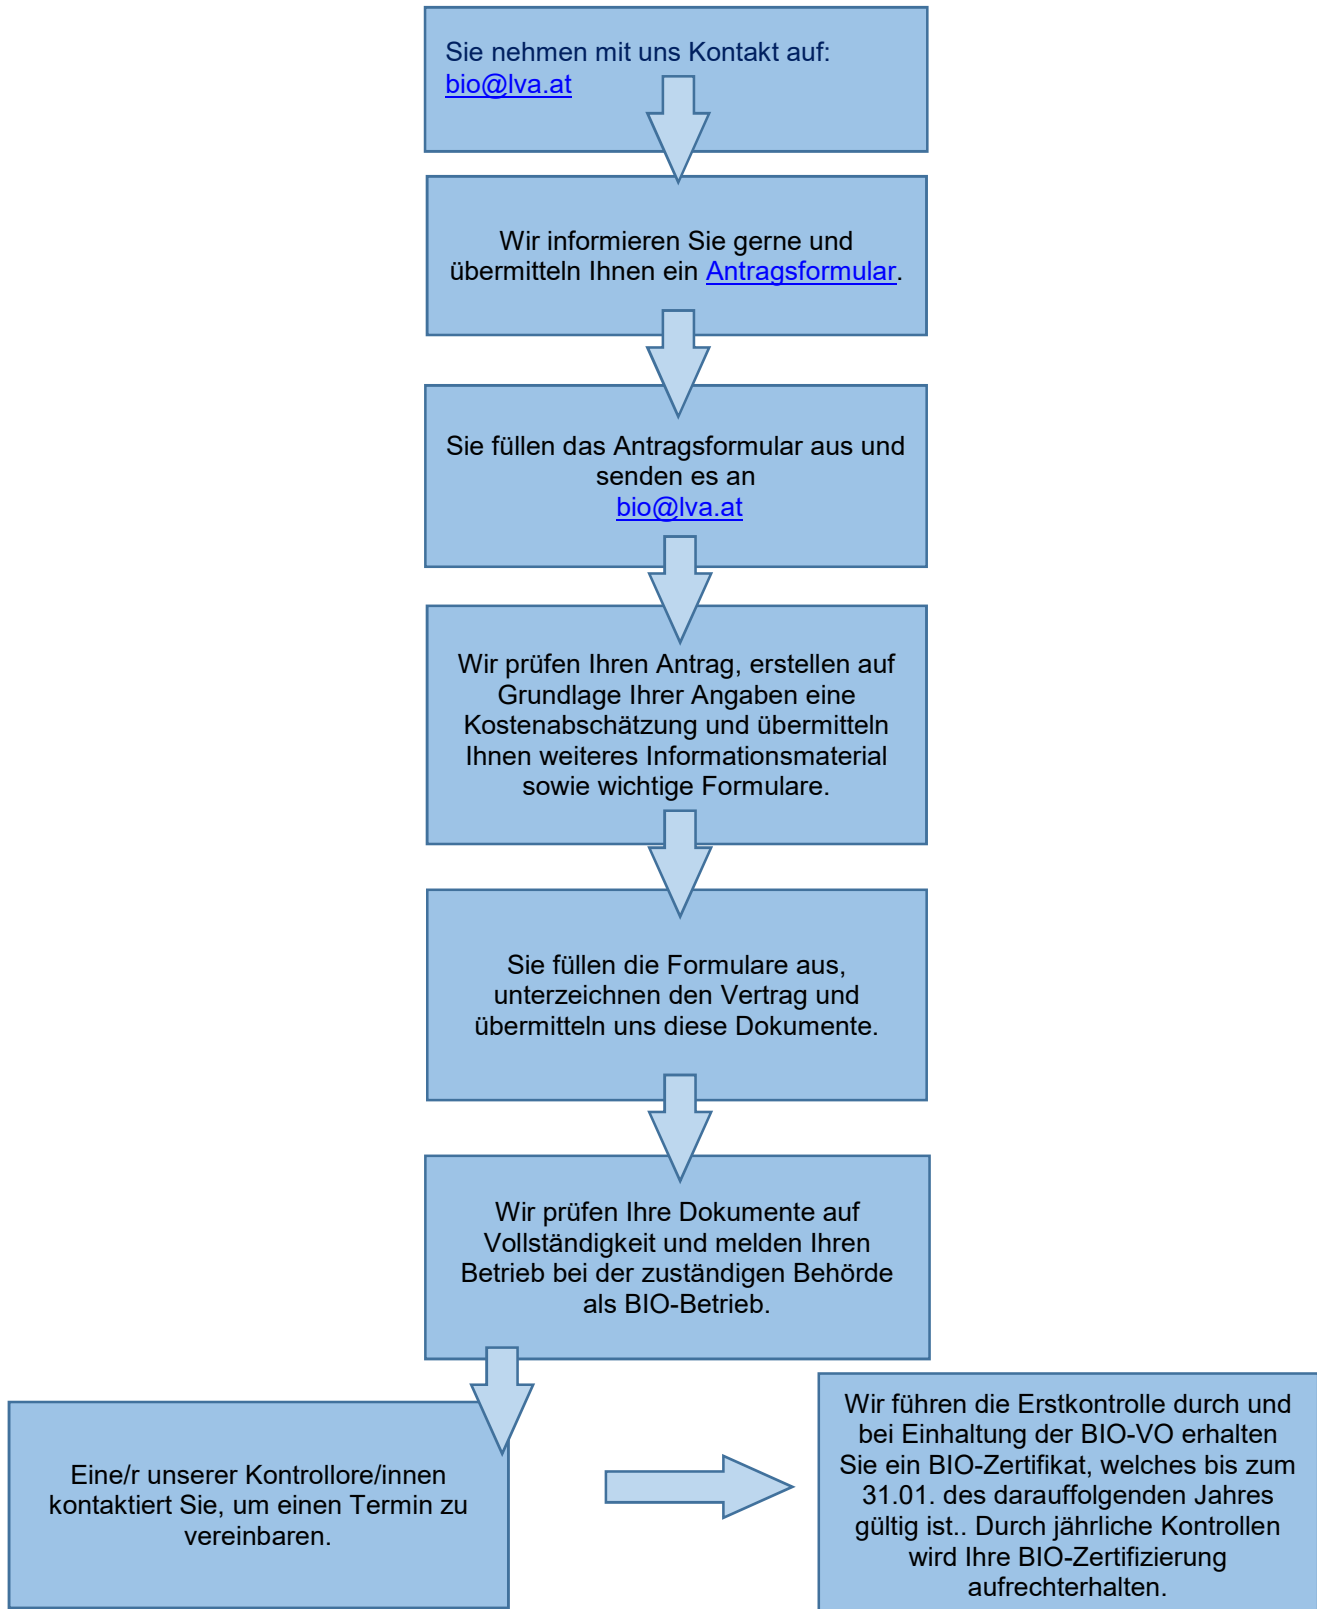 Sie nehmen mit uns Kontakt auf:
bio@lva.at
Wir informieren Sie gerne und
übermitteln Ihnen ein Antragsformular.
Sie füllen das Antragsformular aus und
senden es an
bio@lva.at
Wir prüfen Ihren Antrag, erstellen auf
Grundlage Ihrer Angaben eine
Kostenabschätzung und übermitteln
Ihnen weiteres Informationsmaterial
sowie wichtige Formulare.
Sie füllen die Formulare aus,
unterzeichnen den Vertrag und
übermitteln uns diese Dokumente.
Wir prüfen Ihre Dokumente auf
Vollständigkeit und melden Ihren
Betrieb bei der zuständigen Behörde
als BIO-Betrieb.
Eine/r unserer Kontrollore/innen
kontaktiert Sie, um einen Termin zu
vereinbaren.
Wir führen die Erstkontrolle durch und
bei Einhaltung der BIO-VO erhalten
Sie ein BIO-Zertifikat, welches bis zum
31.01. des darauffolgenden Jahres
gültig ist.. Durch jährliche Kontrollen
wird Ihre BIO-Zertifizierung
aufrechterhalten.